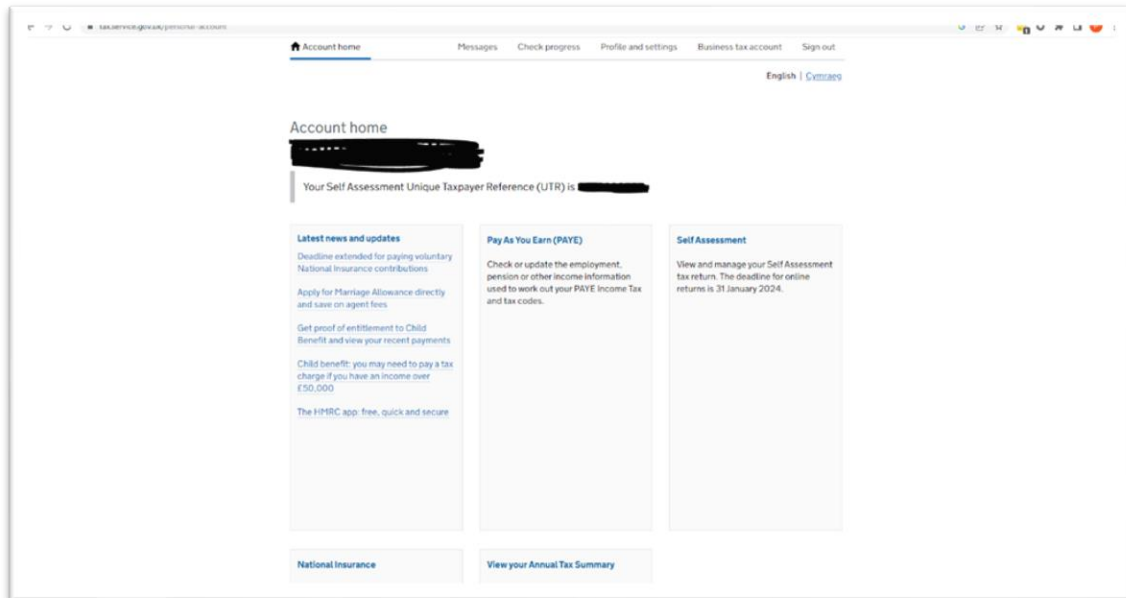 tax.service.gov.uk/personal-account
Account home
Messages
Check progress
Profile and settings
Business tax account
Sign out
English | Cymraeg
Account home
Your Self Assessment Unique Taxpayer Reference (UTR) is
Latest news and updates
Deadline extended for paying voluntary
National Insurance contributions
Apply for Marriage Allowance directly
and save on agent fees
Get proof of entitlement to Child
Benefit and view your recent payments
Child benefit: you may need to pay a tax
charge if you have an income over
£50,000
The HMRC app: free, quick and secure
Pay As You Earn (PAYE)
Check or update the employment,
pension or other income information
used to work out your PAYE Income Tax
and tax codes.
Self Assessment
View and manage your Self Assessment
tax return. The deadline for online
returns is 31 January 2024.
National Insurance
View your Annual Tax Summary